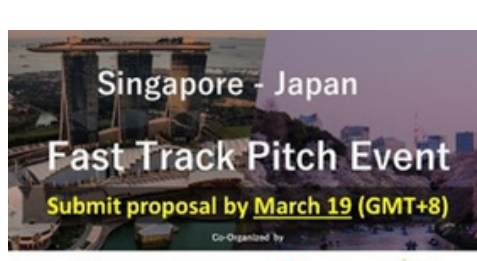 Singapore - Japan
Fast Track Pitch Event
Submit proposal by March 19 (GMT+8)
Co-Organized by